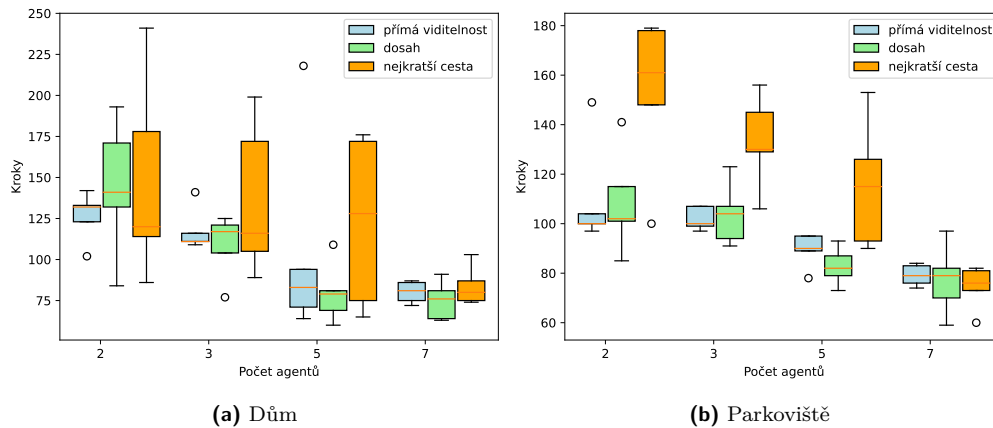 250
225
200
175
150
125
100
75
Kroky
2
3
5
7
Počet agentů
přímá viditelnost
dosah
nejkratší cesta
(a) Dům
180
160
140
120
100
80
60
Kroky
2
3
5
7
Počet agentů
přímá viditelnost
dosah
nejkratší cesta
(b) Parkoviště